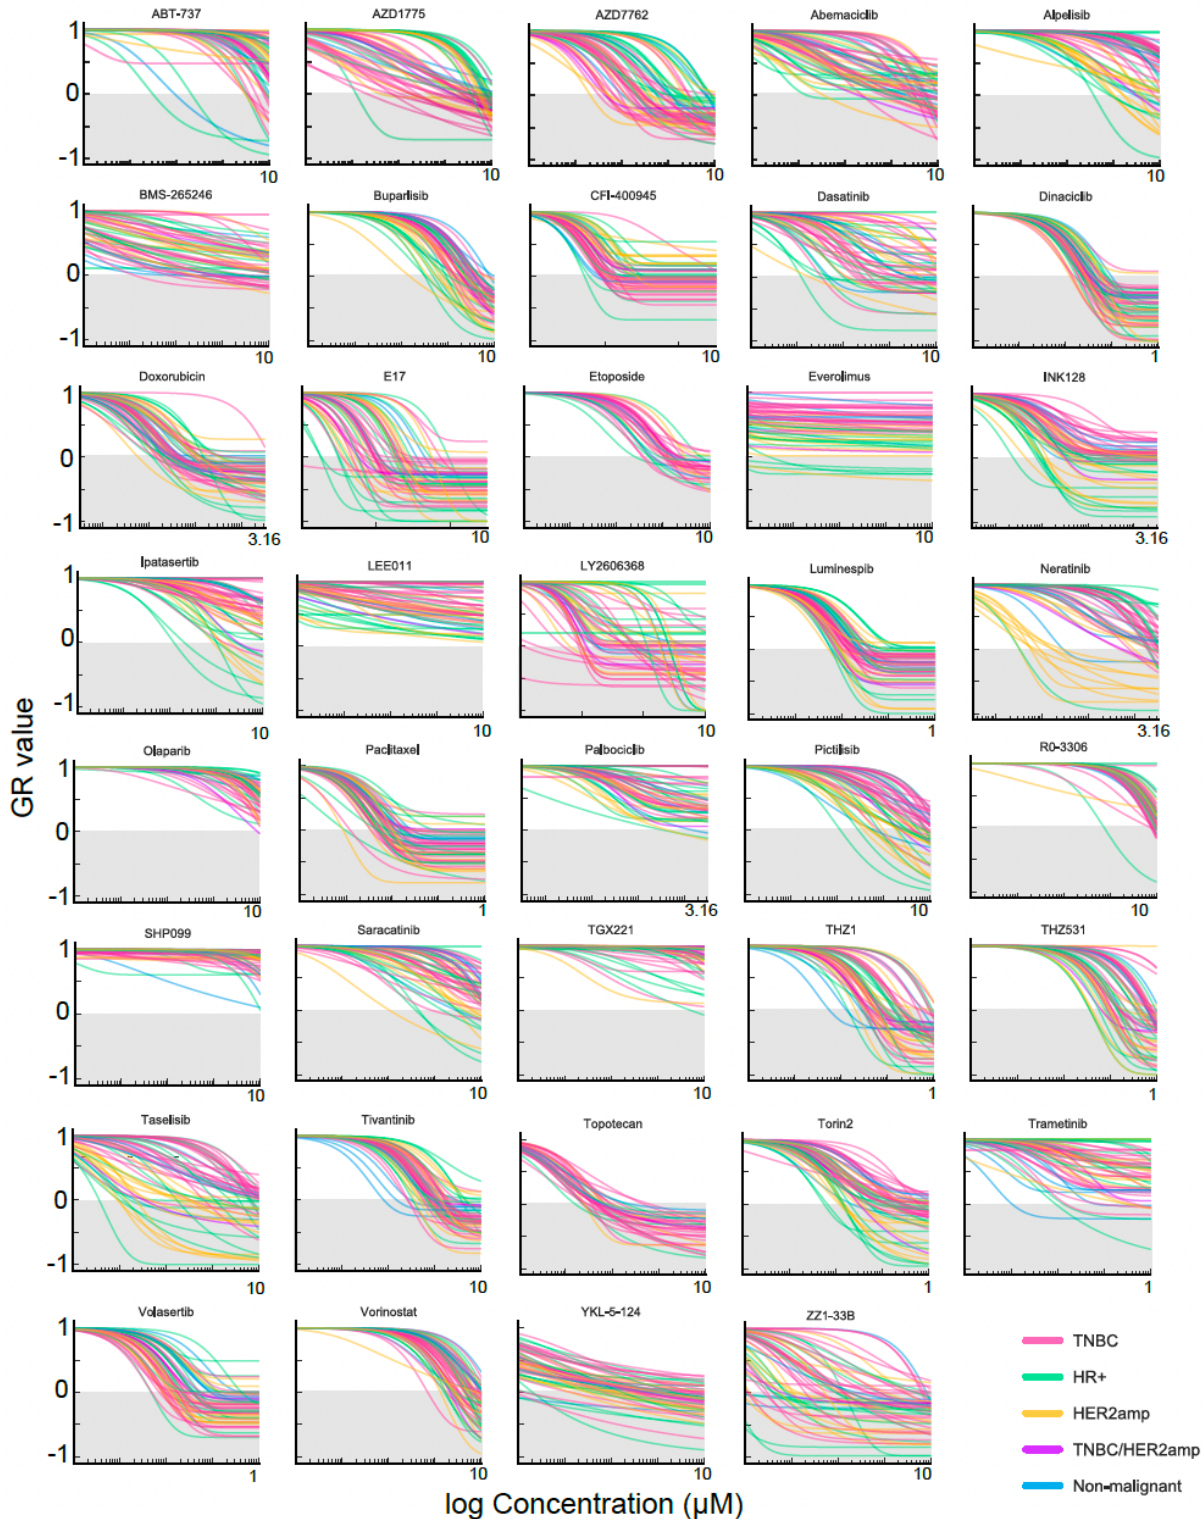 ABT-737 AZD1775 AZD7762 Abemaciclib Alpelisib
1
0
-1
10 10 10 10 10
BMS-265246 Buparlisib CFI-400945 Dasatinib Dinaciclib
1
0
-1
10 10 10 10 1
Doxorubicin E17 Etoposide Everolimus INK128
1
0
-1
3.16 10 10 10 3.16
Ipatasertib LEE011 LY2606368 Luminespib Neratinib
1
0
-1
10 10 10 1 3.16
GR value
Olaparib Paclitaxel Palbociclib Pictilisib R0-3306
1
0
-1
10 1 3.16 10 10
SHP099 Saracatinib TGX221 THZ1 THZ531
1
0
-1
10 10 10 1 1
Taselisib Tivantinib Topotecan Torin2 Trametinib
1
0
-1
10 10 10 1 1
Volasertib Vorinostat YKL-5-124 ZZ1-33B
1
0
-1
1 10 10 10
TNBC
HR+
HER2amp
TNBC/HER2amp
Non-malignant
log Concentration (µM)